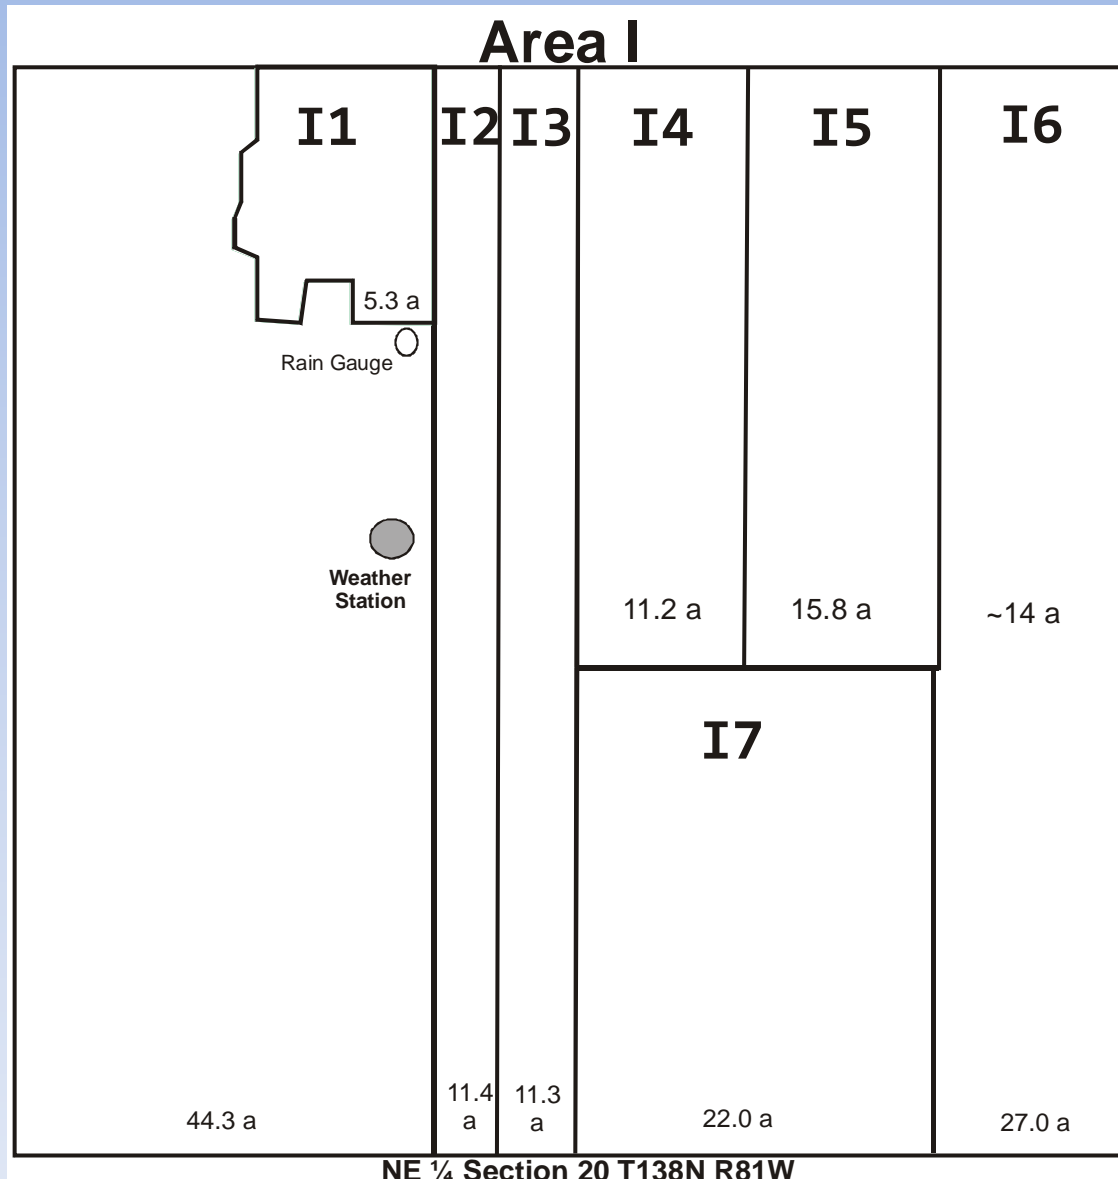 Area I
I1
I2
I3
I4
I5
I6
5.3 a
Rain Gauge
Weather
Station
11.2 a
15.8 a
~14 a
I7
44.3 a
11.4
a
11.3
a
22.0 a
27.0 a
NE ¼ Section 20 T138N R81W